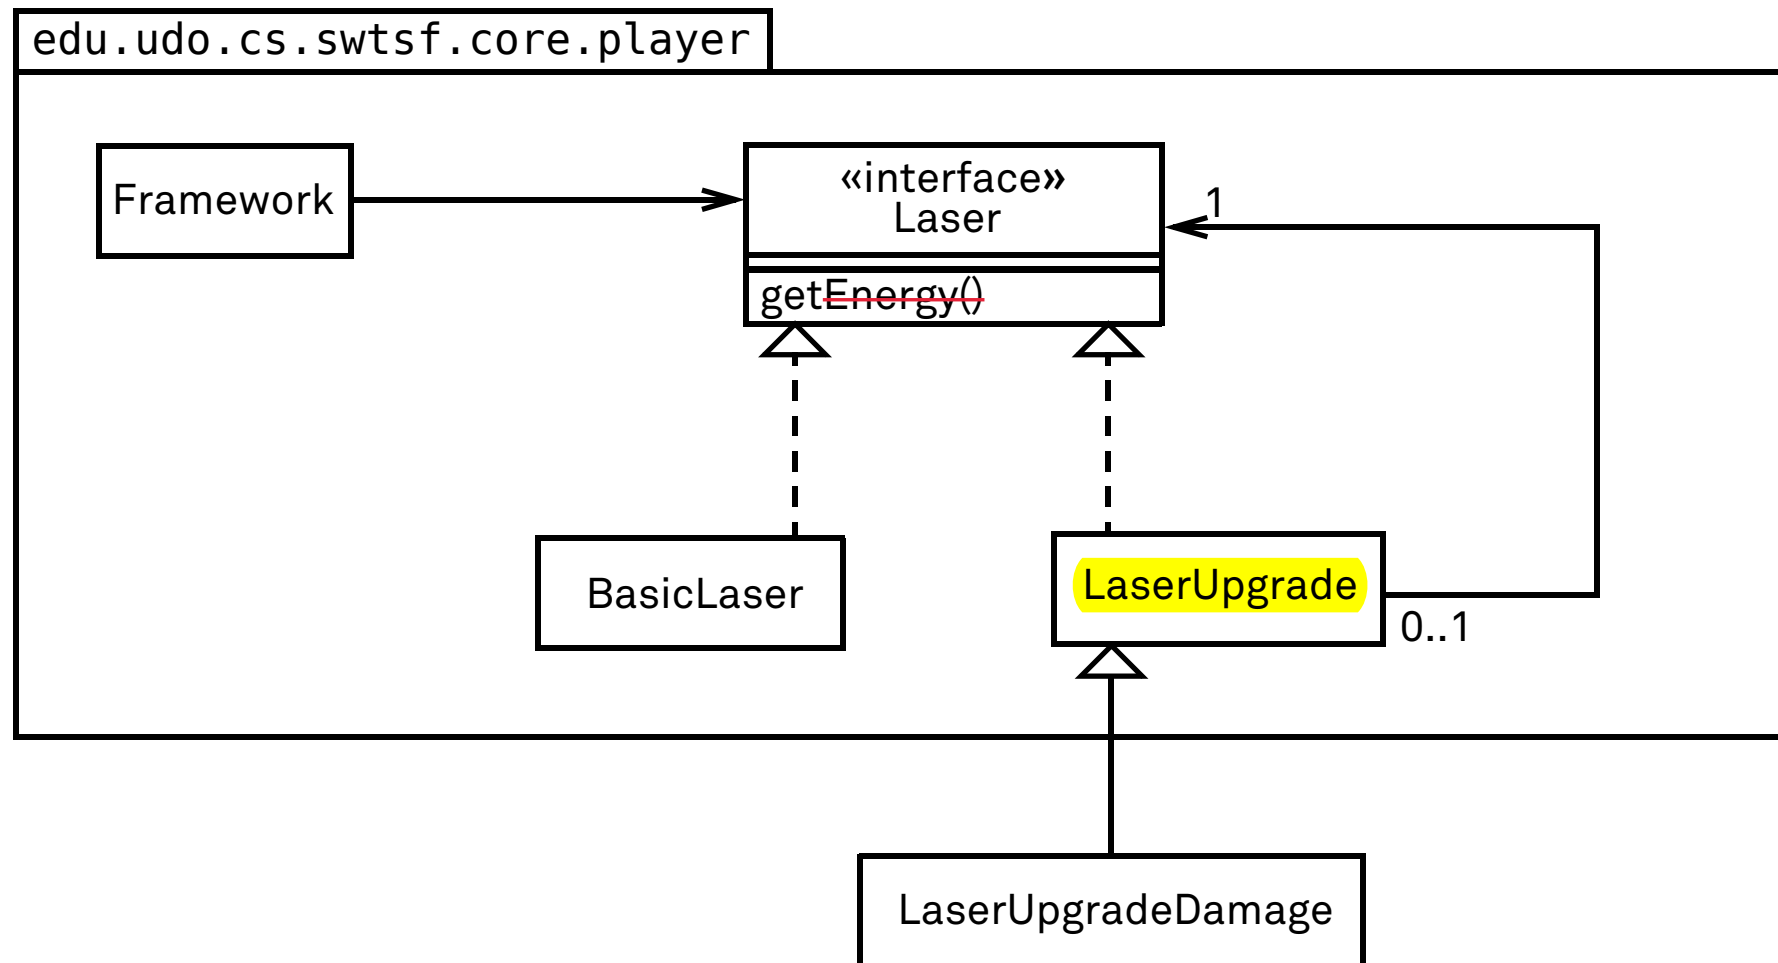 edu.udo.cs.swtsf.core.player
Framework
«interface»
Laser
1
getEnergy()
BasicLaser
LaserUpgrade
0..1
LaserUpgradeDamage